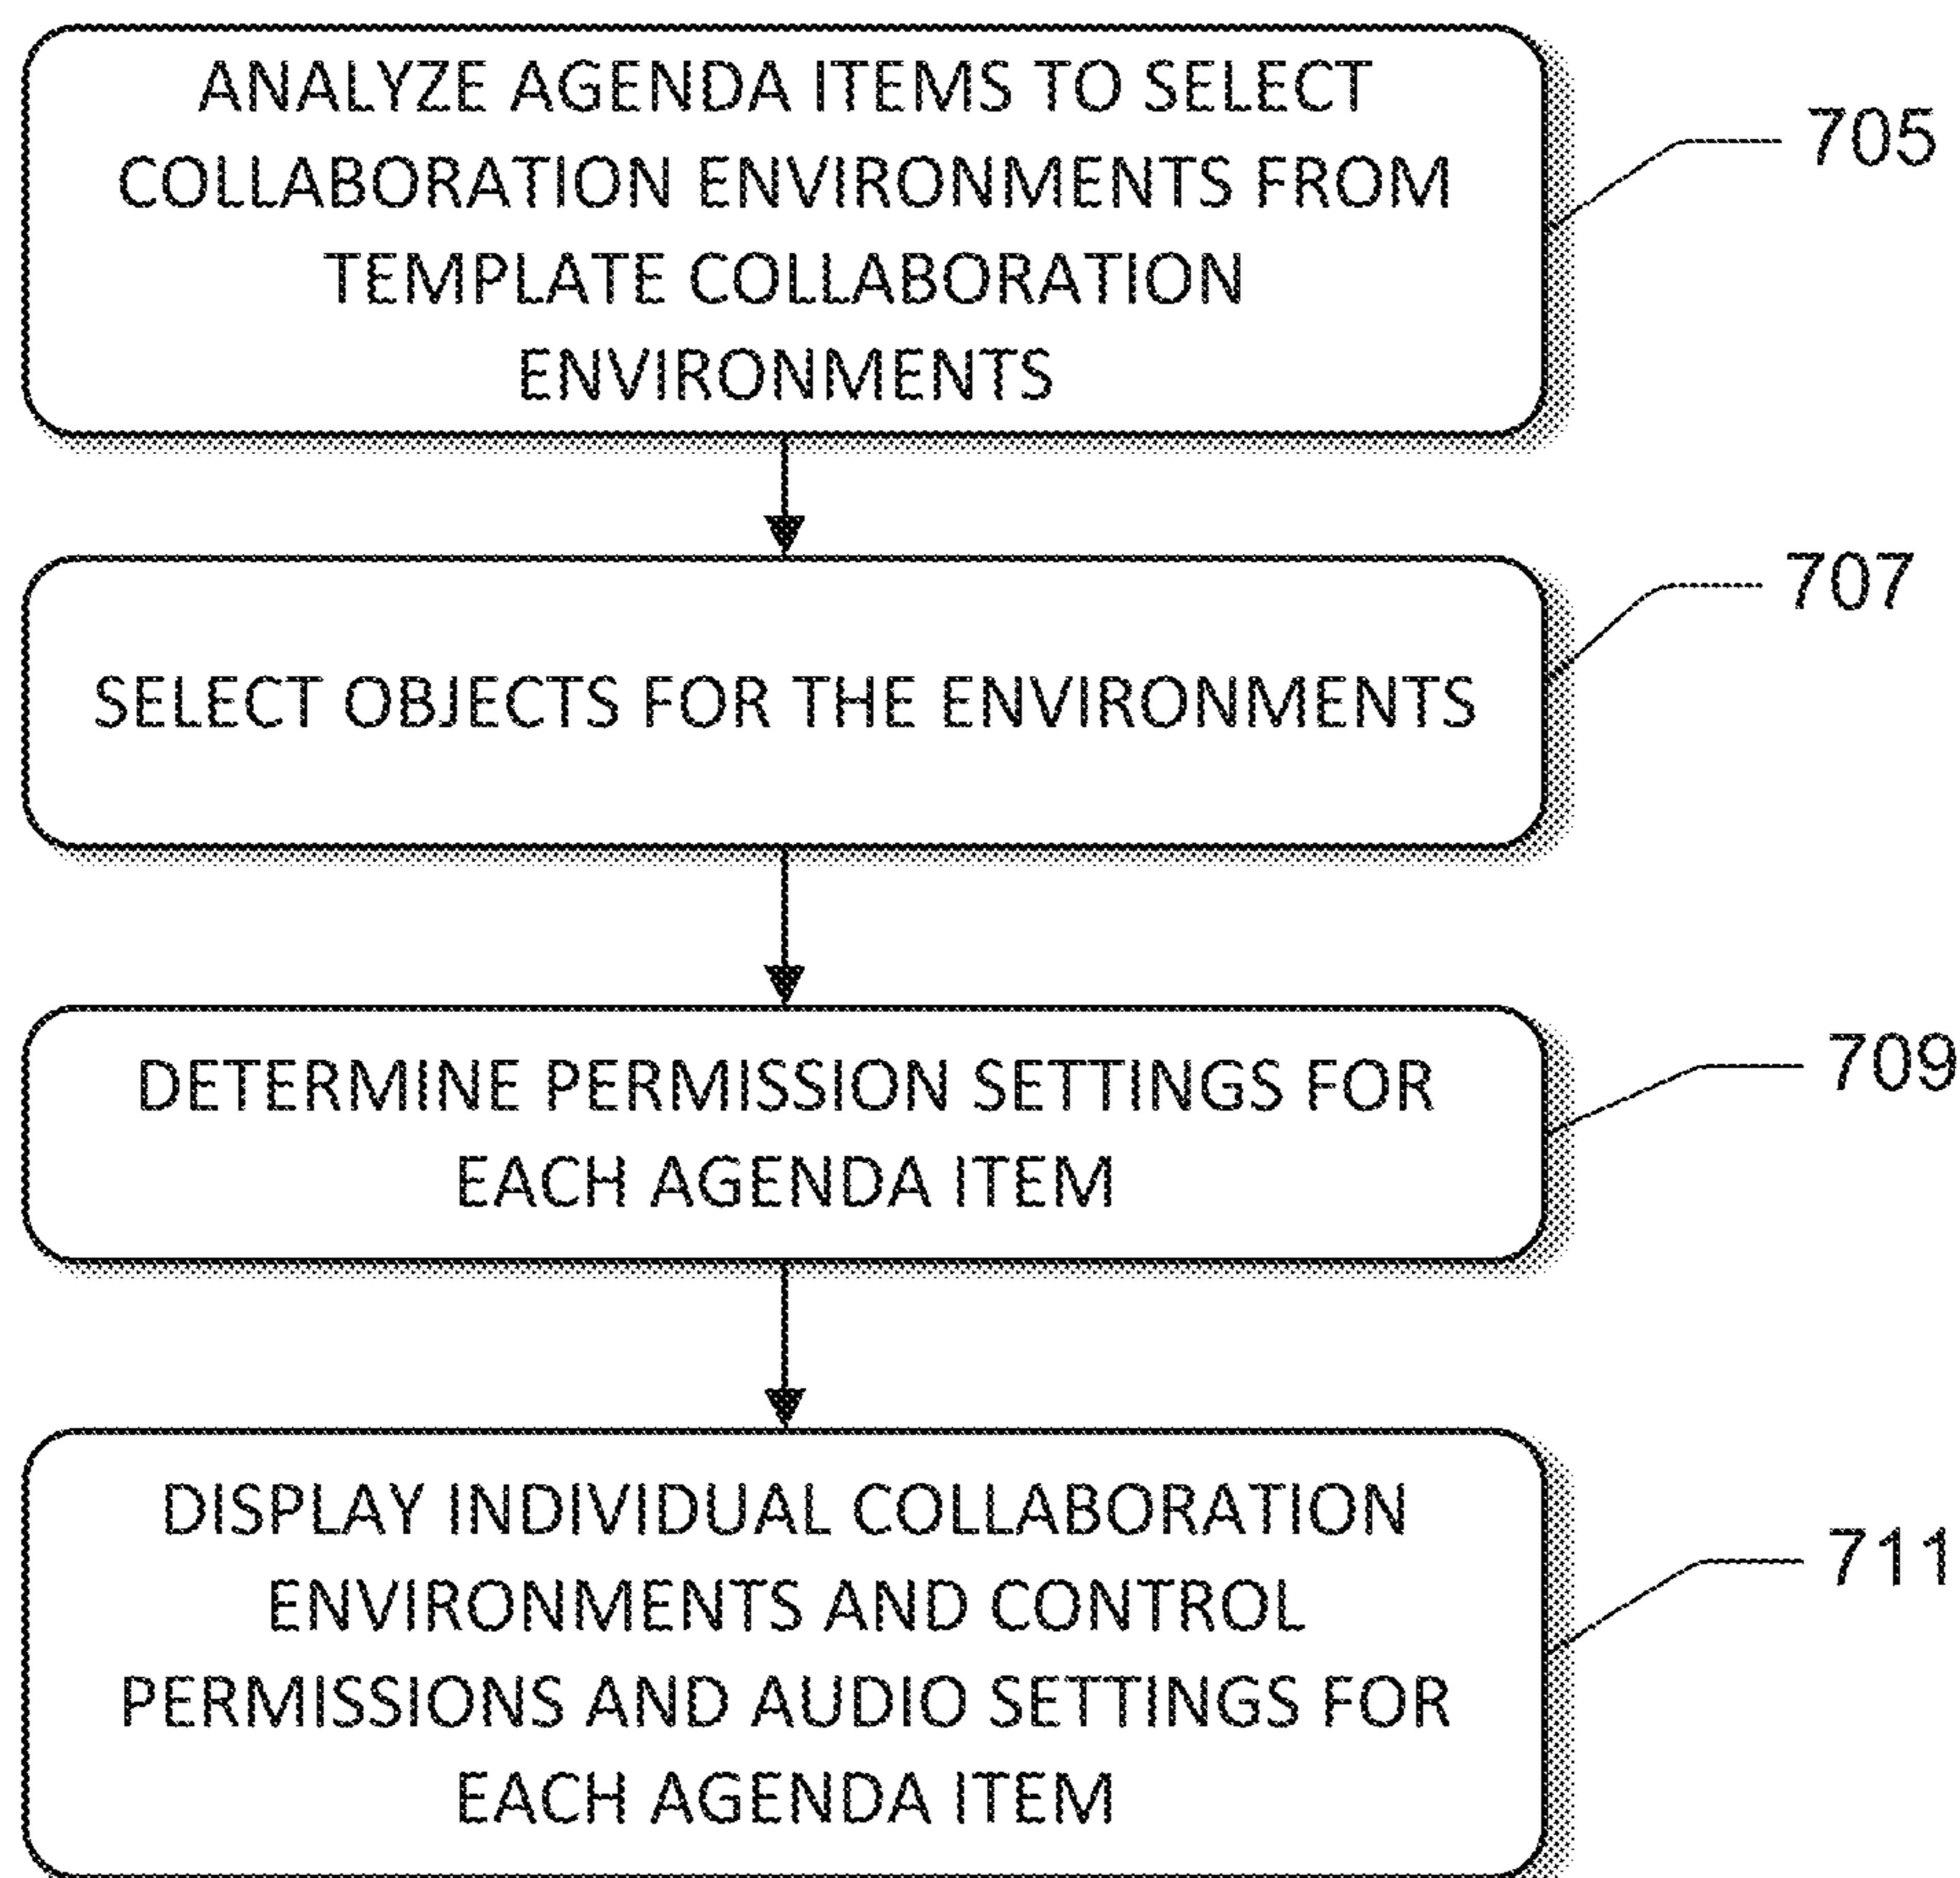 ANALYZE AGENDA ITEMS TO SELECT
COLLABORATION ENVIRONMENTS FROM
TEMPLATE COLLABORATION
ENVIRONMENTS
705
SELECT OBJECTS FOR THE ENVIRONMENTS
707
DETERMINE PERMISSION SETTINGS FOR
EACH AGENDA ITEM
709
DISPLAY INDIVIDUAL COLLABORATION
ENVIRONMENTS AND CONTROL
PERMISSIONS AND AUDIO SETTINGS FOR
EACH AGENDA ITEM
711